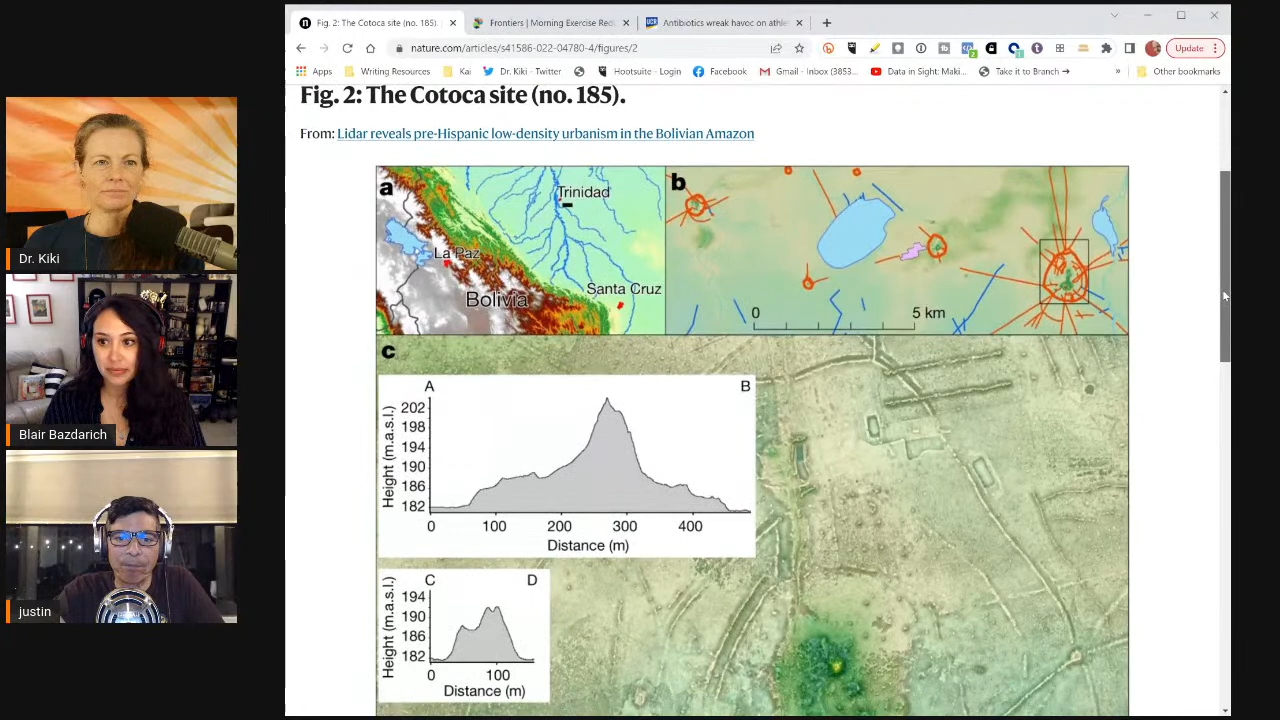 Fig. 2: The Cotoca site (no. 185).
Frontiers | Morning Exercise Red
UCR Antibiotics wreak havoc on athle
nature.com/articles/s41586-022-04780-4/figures/2
Update
Apps Writing Resources Kai Dr. Kiki - Twitter Hootsuite - Login Facebook Gmail - Inbox (3853... Data in Sight: Maki... Take it to Branch → » Other bookmarks
Fig. 2: The Cotoca site (no. 185).
From: Lidar reveals pre-Hispanic low-density urbanism in the Bolivian Amazon
a
Trinidad
La Paz
Bolivia
Santa Cruz
b
0 5 km
c
A B
Height (m.a.s.l.)
202
198
194
190
186
182
0 100 200 300 400
Distance (m)
C D
Height (m.a.s.l.)
194
190
186
182
0 100
Distance (m)
Dr. Kiki
Blair Bazdarich
justin